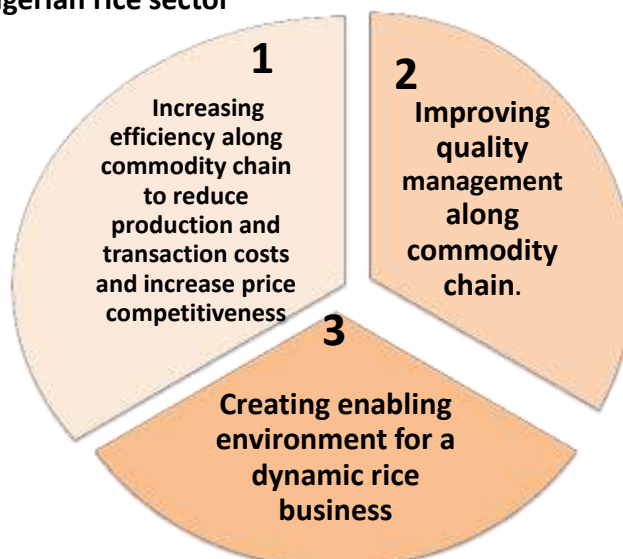 gerian rice sector
1
Increasing
efficiency along
commodity chain
to reduce
production and
transaction costs
and increase price
competitiveness
2
Improving
quality
management
along
commodity
chain.
3
Creating enabling
environment for a
dynamic rice
business